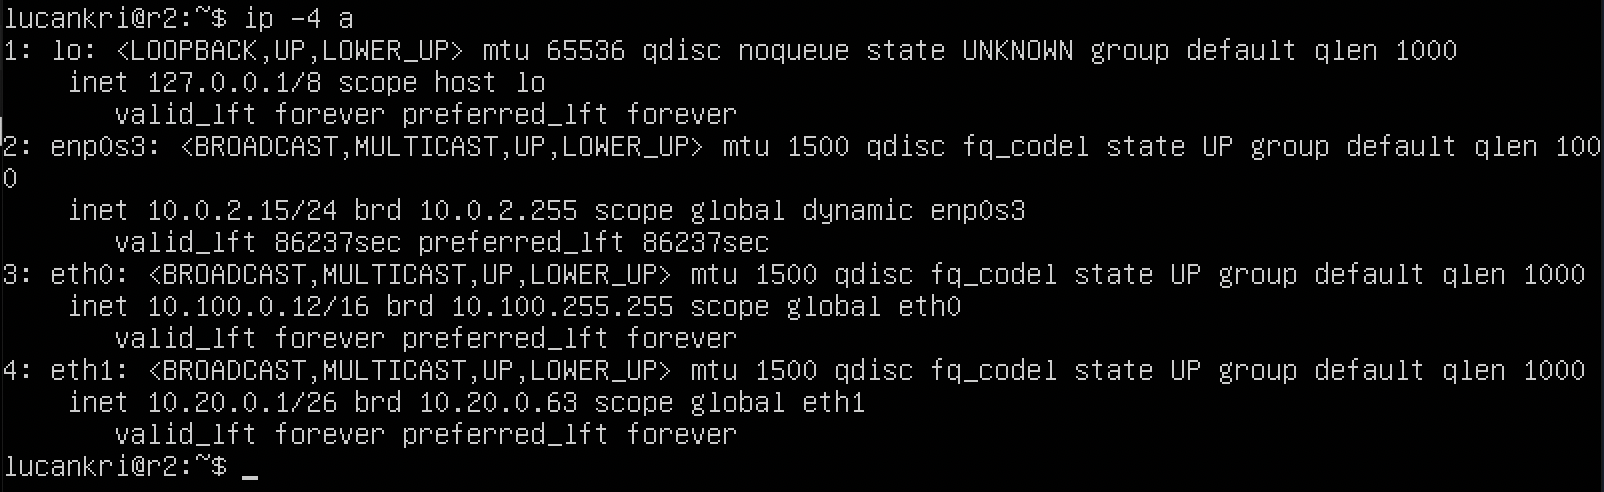 lucankri@r2:~$ ip -4 a
1: lo: <LOOPBACK,UP,LOWER_UP> mtu 65536 qdisc noqueue state UNKNOWN group default qlen 1000
    inet 127.0.0.1/8 scope host lo
       valid_lft forever preferred_lft forever
2: enp0s3: <BROADCAST,MULTICAST,UP,LOWER_UP> mtu 1500 qdisc fq_codel state UP group default qlen 100
0
    inet 10.0.2.15/24 brd 10.0.2.255 scope global dynamic enp0s3
       valid_lft 86237sec preferred_lft 86237sec
3: eth0: <BROADCAST,MULTICAST,UP,LOWER_UP> mtu 1500 qdisc fq_codel state UP group default qlen 1000
    inet 10.100.0.12/16 brd 10.100.255.255 scope global eth0
       valid_lft forever preferred_lft forever
4: eth1: <BROADCAST,MULTICAST,UP,LOWER_UP> mtu 1500 qdisc fq_codel state UP group default qlen 1000
    inet 10.20.0.1/26 brd 10.20.0.63 scope global eth1
       valid_lft forever preferred_lft forever
lucankri@r2:~$ _